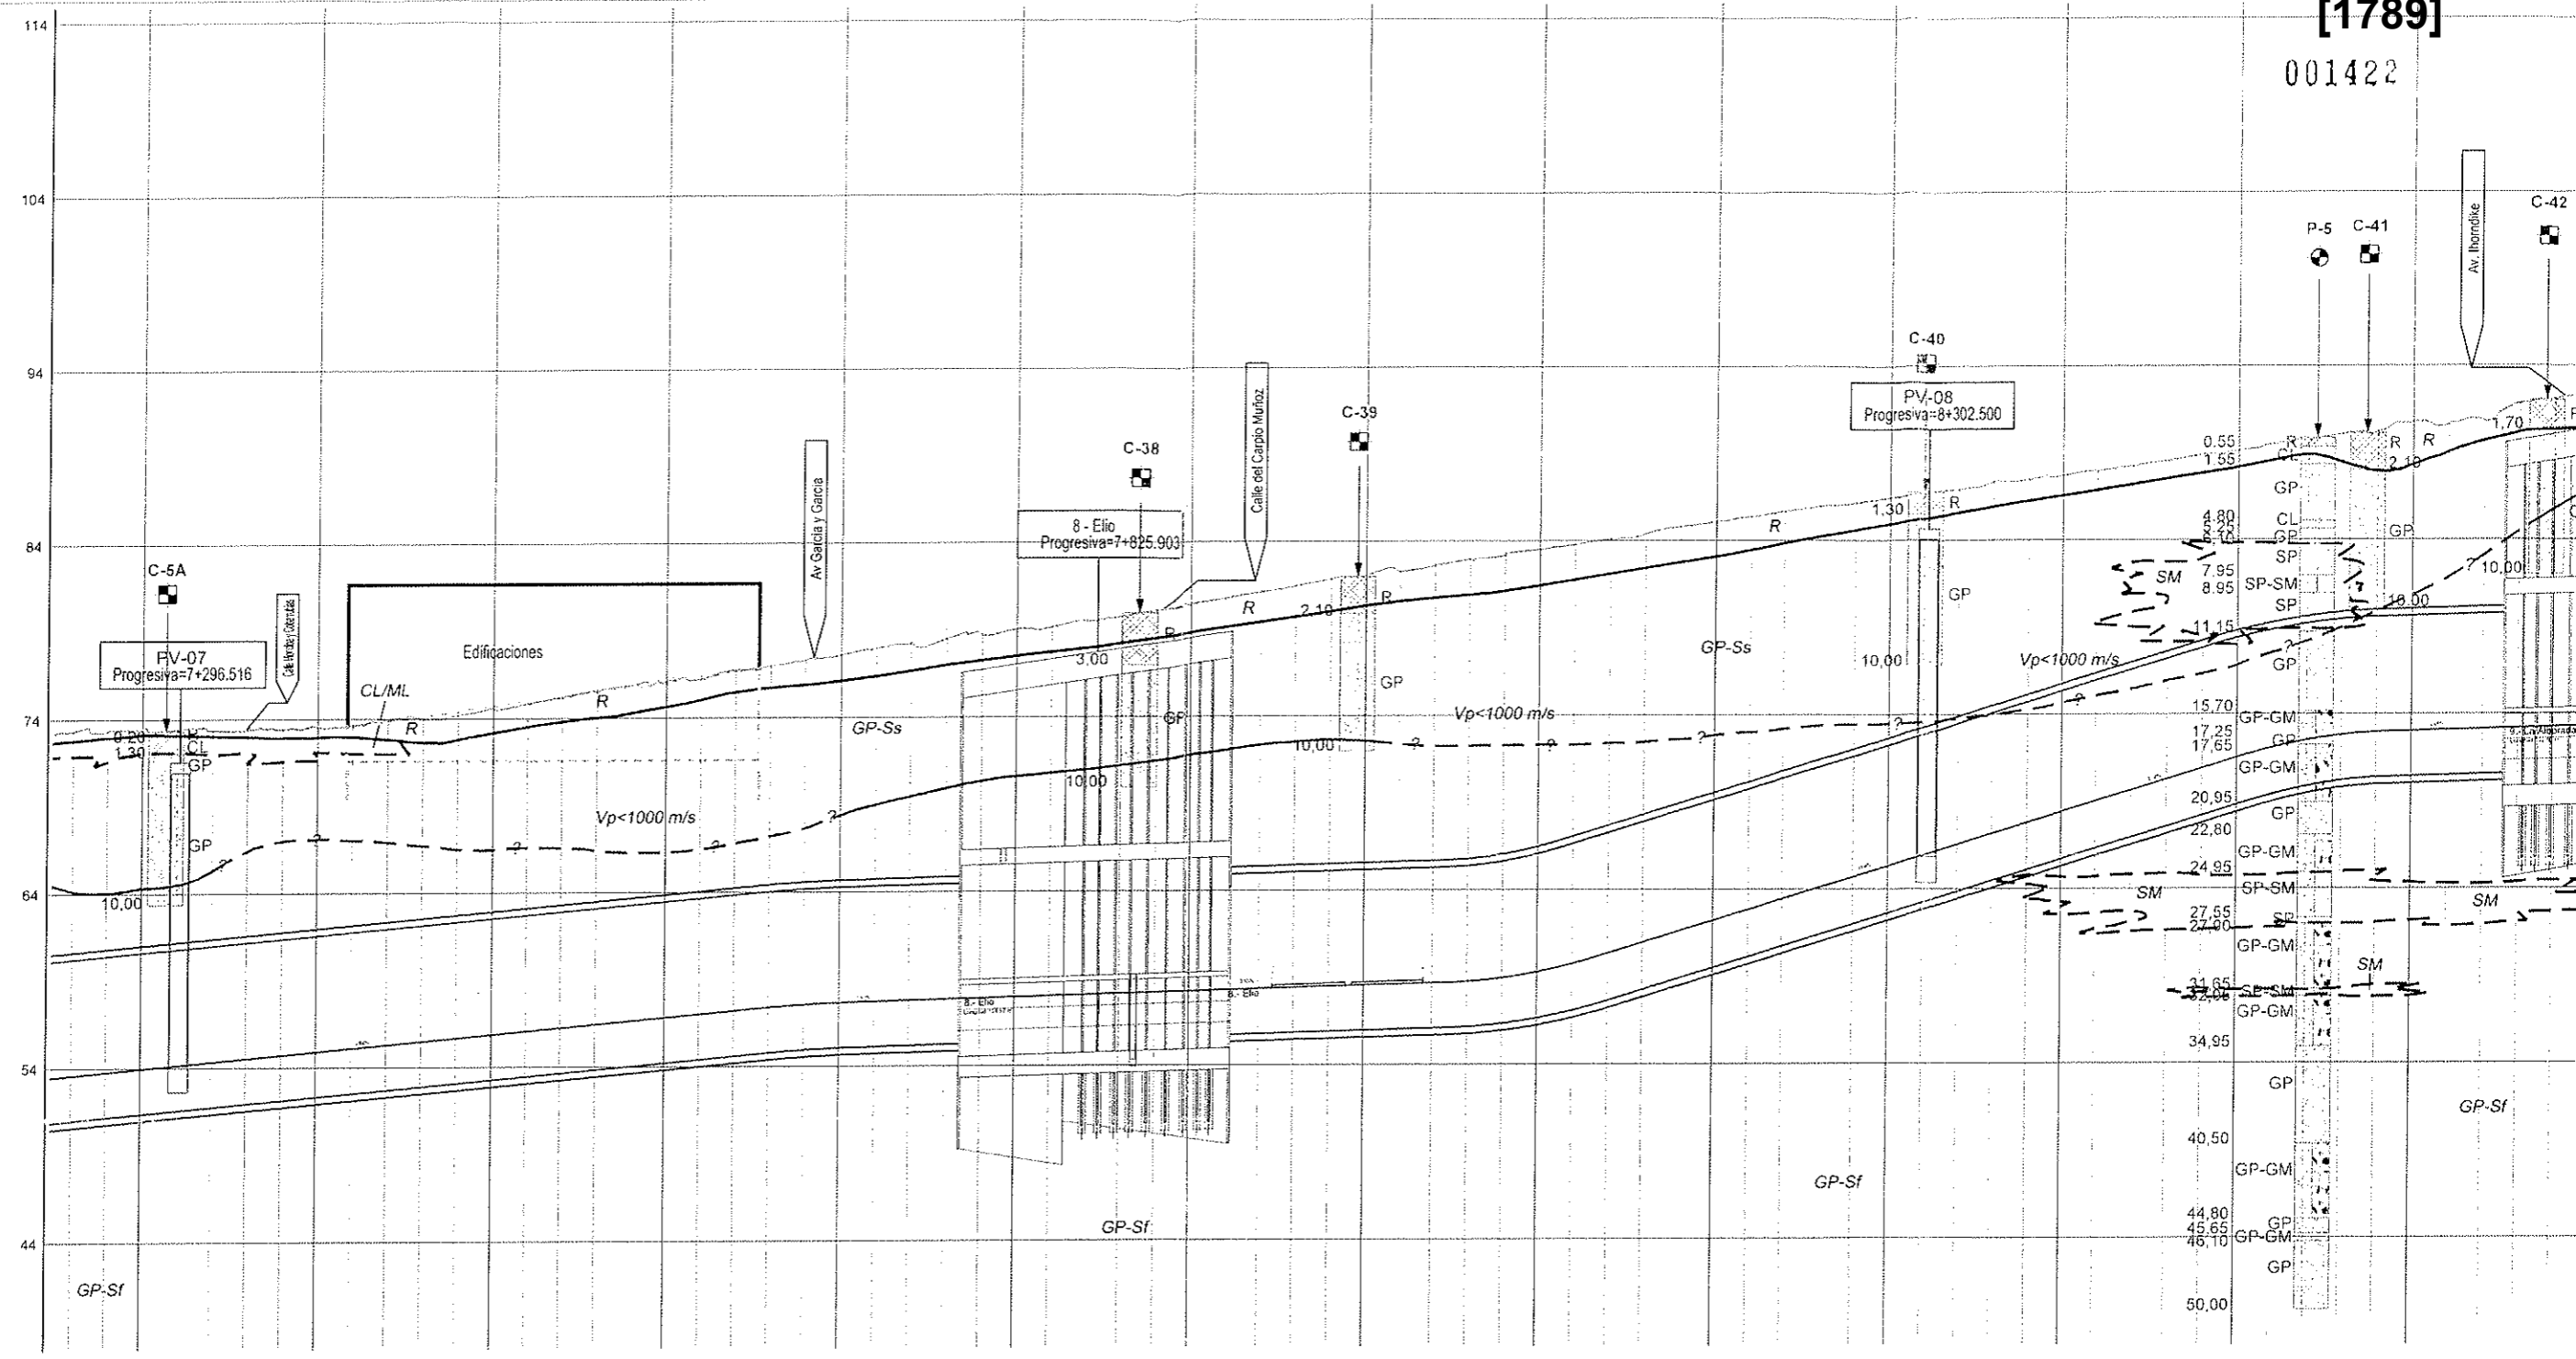 [1789]
001422
114
104
94
84
74
64
54
44
C-5A
PV-07
Progresiva=7+296.516
0.20
1.30
R
CL
GP
GP
10,00
GP-Sf
Edificaciones
CL/ML
R
R
Vp<1000 m/s
Av Garcia y Garcia
GP-Ss
8 - Elio
Progresiva=7+825.903
C-38
R
3,00
GP
10,00
8.- Elio
8.- Elio
GP-Sf
Calle del Carpio Muñoz
R
C-39
2,10
R
GP
10,00
Vp<1000 m/s
GP-Ss
R
C-40
PV-08
Progresiva=8+302.500
1,30
R
GP
10,00
Vp<1000 m/s
GP-Sf
P-5
C-41
0.55
R
1.55
CL
GP
4.80
CL
5.25
GP
SP
7.95
SP-SM
8.95
SP
11,15
GP
15,70
GP-GM
17,25
GP
17,65
GP-GM
20,95
GP
22,80
GP-GM
24,95
SP-SM
27,55
SP
GP-GM
31,65
SP-SM
GP-GM
34,95
GP
40,50
GP-GM
44,80
GP
45,65
GP-GM
46,10
GP
50,00
R
2.10
GP
R
SM
SM
SM
SM
Av. Thorndike
C-42
1,70
10,00
GP-Sf